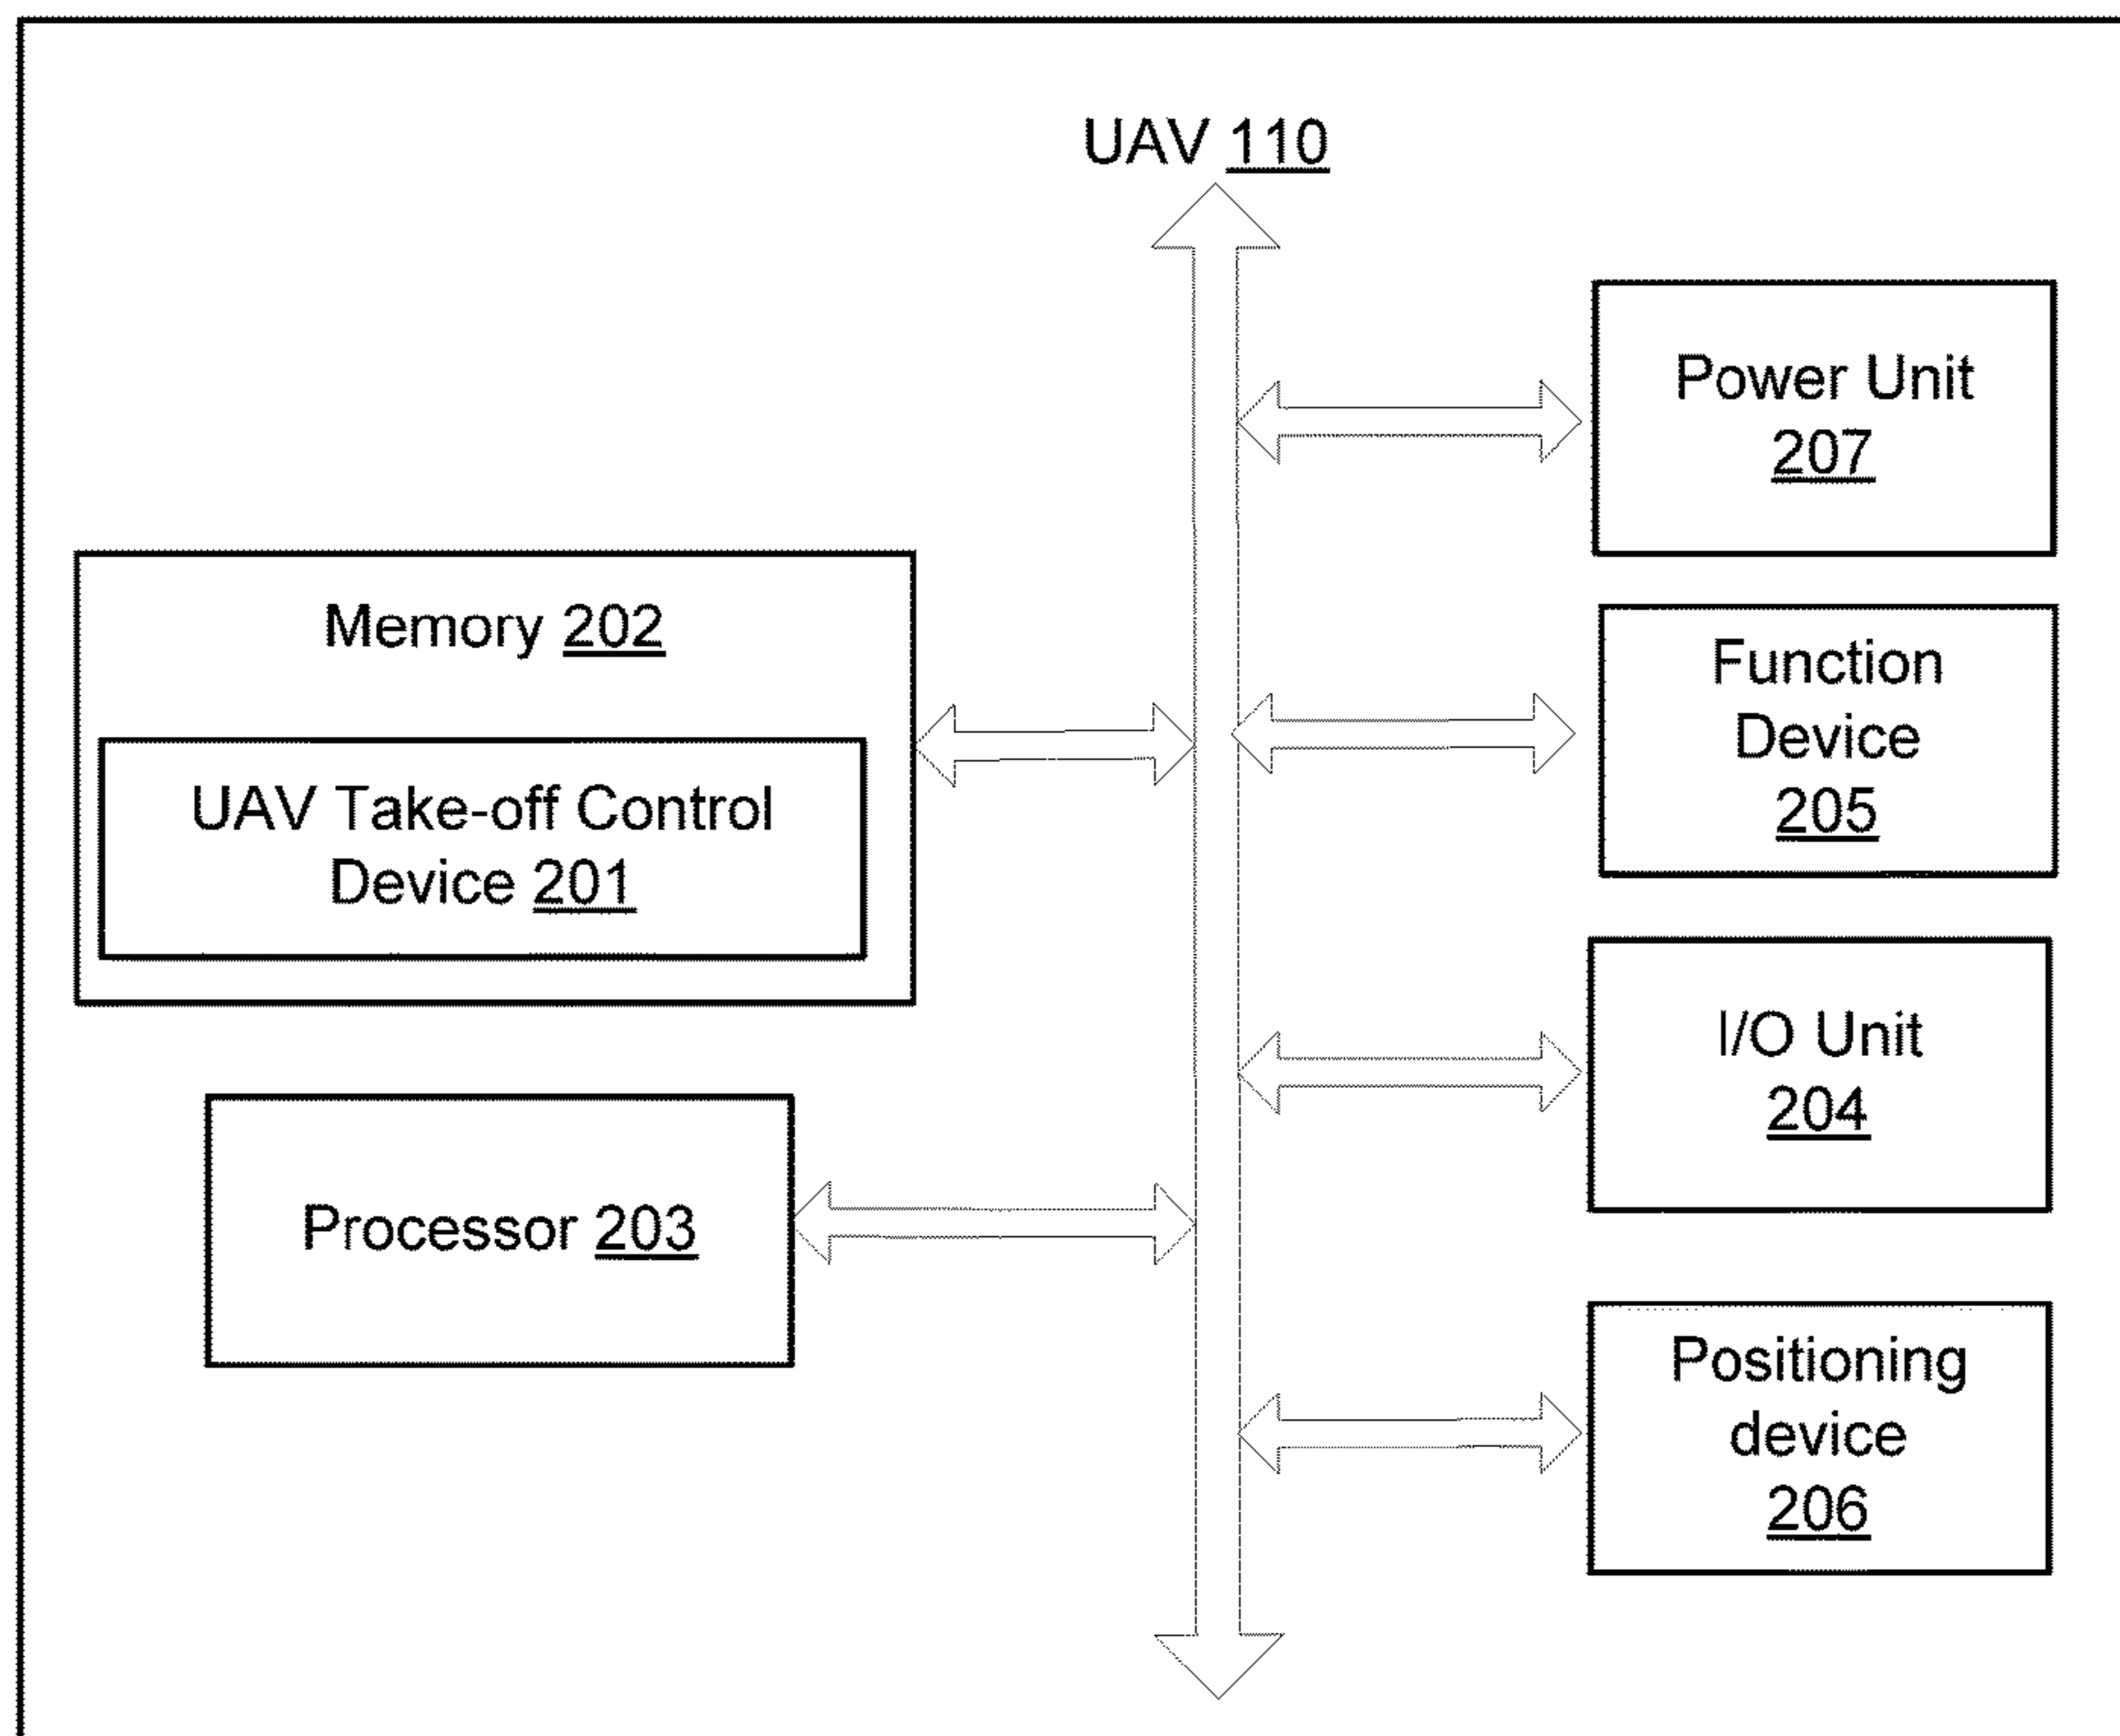 UAV 110
Power Unit
207
Memory 202
Function
Device
205
UAV Take-off Control
Device 201
I/O Unit
204
Processor 203
Positioning
device
206